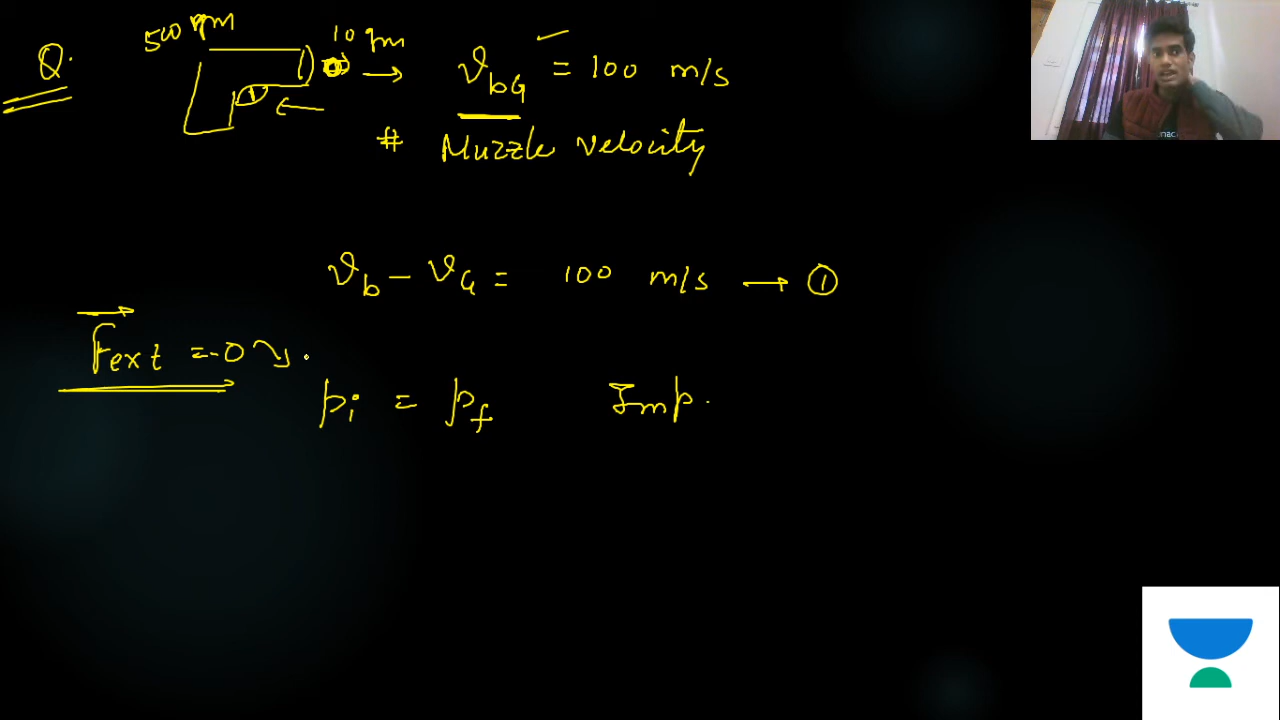 500 gm
10 gm
Q. v_bG = 100 m/s
# Muzzle velocity
v_b - v_G = 100 m/s → ①
F_ext = 0
p_i = p_f Imp.